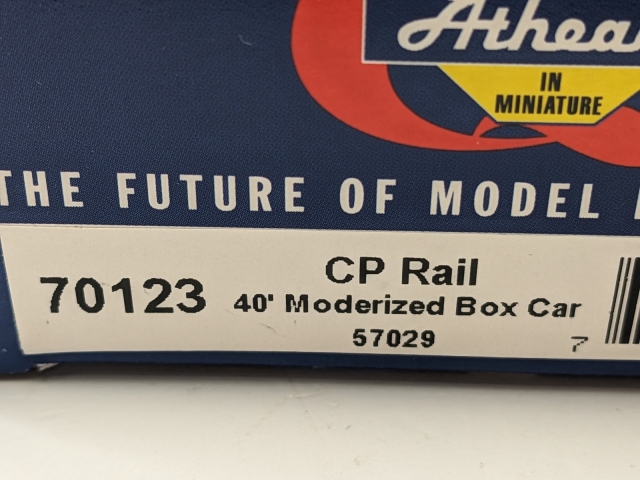 Athea
IN
MINIATURE
THE FUTURE OF MODEL
70123
CP Rail
40' Moderized Box Car
57029
7